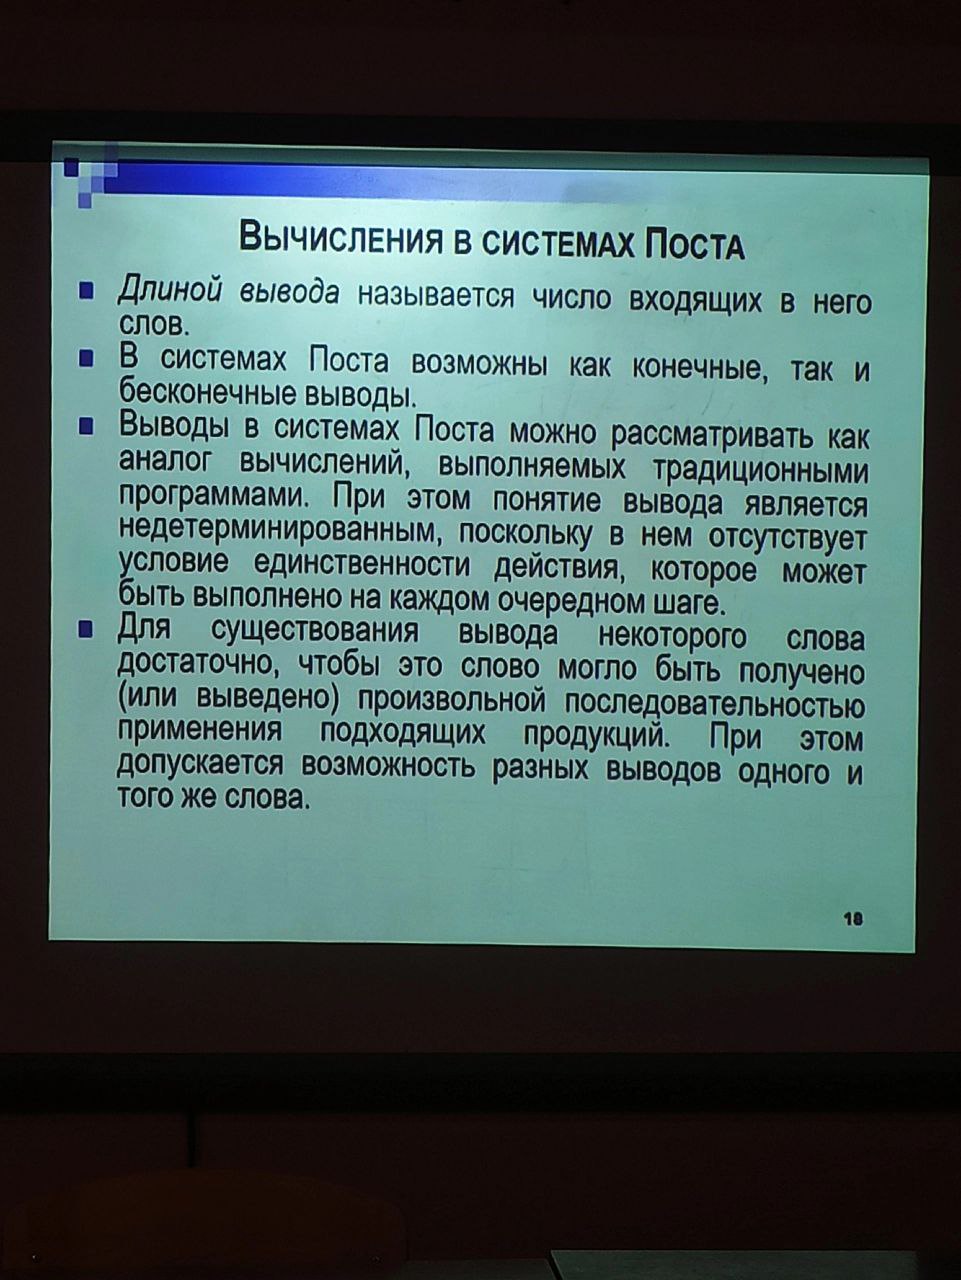 Вычисления в системах Поста
Длиной вывода называется число входящих в него
слов.
В системах Поста возможны как конечные, так и
бесконечные выводы.
Выводы в системах Поста можно рассматривать как
аналог вычислений, выполняемых традиционными
программами. При этом понятие вывода является
недетерминированным, поскольку в нем отсутствует
условие единственности действия, которое может
быть выполнено на каждом очередном шаге.
Для существования вывода некоторого слова
достаточно, чтобы это слово могло быть получено
(или выведено) произвольной последовательностью
применения подходящих продукций. При этом
допускается возможность разных выводов одного и
того же слова.
18